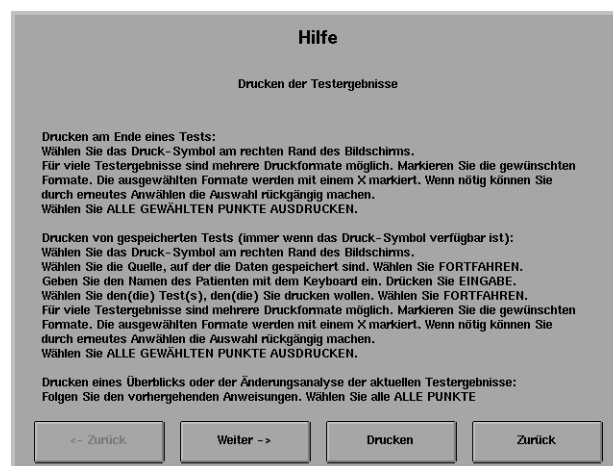 Hilfe
Drucken der Testergebnisse
Drucken am Ende eines Tests:
Wählen Sie das Druck-Symbol am rechten Rand des Bildschirms.
Für viele Testergebnisse sind mehrere Druckformate möglich. Markieren Sie die gewünschten
Formate. Die ausgewählten Formate werden mit einem X markiert. Wenn nötig können Sie
durch erneutes Anwählen die Auswahl rückgängig machen.
Wählen Sie ALLE GEWÄHLTEN PUNKTE AUSDRUCKEN.
Drucken von gespeicherten Tests (immer wenn das Druck-Symbol verfügbar ist):
Wählen Sie das Druck-Symbol am rechten Rand des Bildschirms.
Wählen Sie die Quelle, auf der die Daten gespeichert sind. Wählen Sie FORTFAHREN.
Geben Sie den Namen des Patienten mit dem Keyboard ein. Drücken Sie EINGABE.
Wählen Sie den(die) Test(s), den(die) Sie drucken wollen. Wählen Sie FORTFAHREN.
Für viele Testergebnisse sind mehrere Druckformate möglich. Markieren Sie die gewünschten
Formate. Die ausgewählten Formate werden mit einem X markiert. Wenn nötig können Sie
durch erneutes Anwählen die Auswahl rückgängig machen.
Wählen Sie ALLE GEWÄHLTEN PUNKTE AUSDRUCKEN.
Drucken eines Überblicks oder der Änderungsanalyse der aktuellen Testergebnisse:
Folgen Sie den vorhergehenden Anweisungen. Wählen Sie alle ALLE PUNKTE
<- Zurück Weiter -> Drucken Zurück